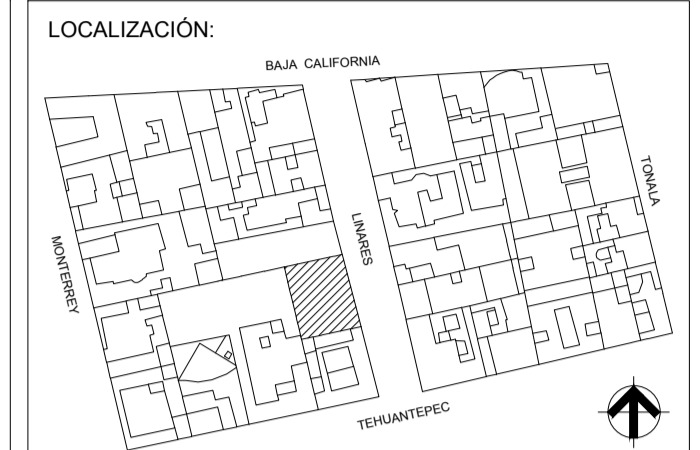 LOCALIZACIÓN:
BAJA CALIFORNIA
MONTERREY
LINARES
TONALA
TEHUANTEPEC